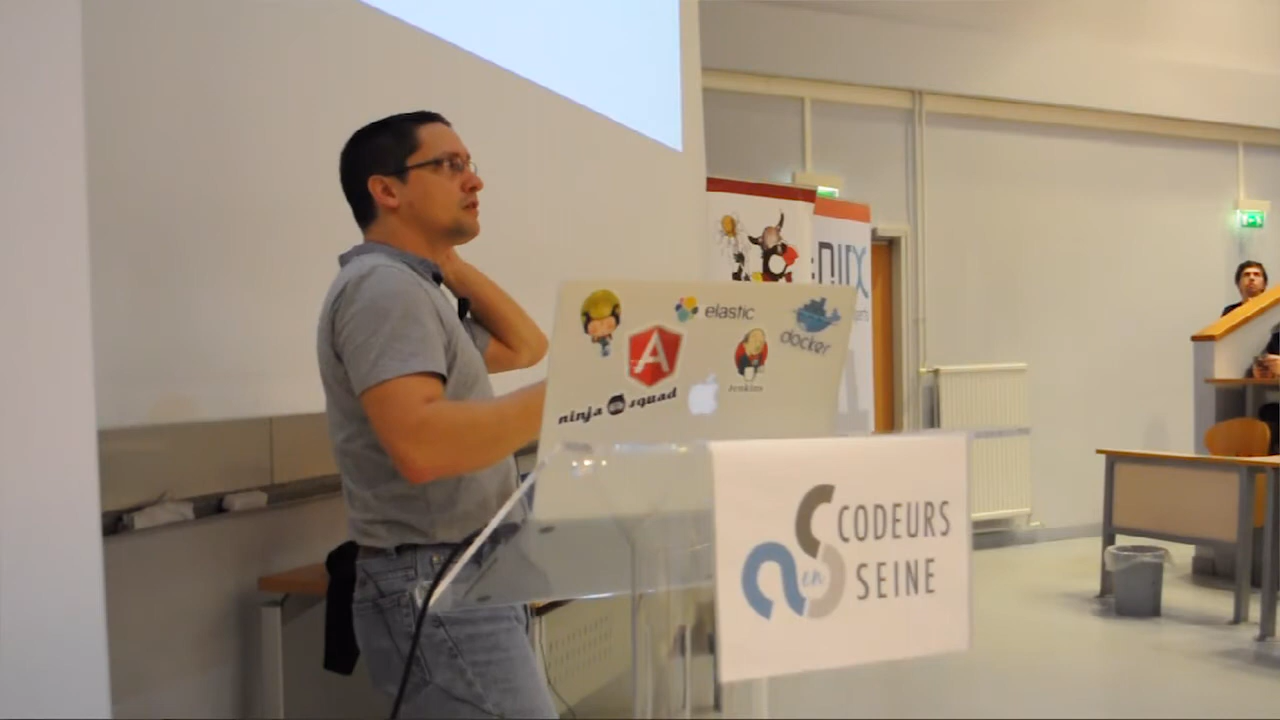 elastic
docker
Jenkins
ninja squad
A
CODEURS
en
SEINE